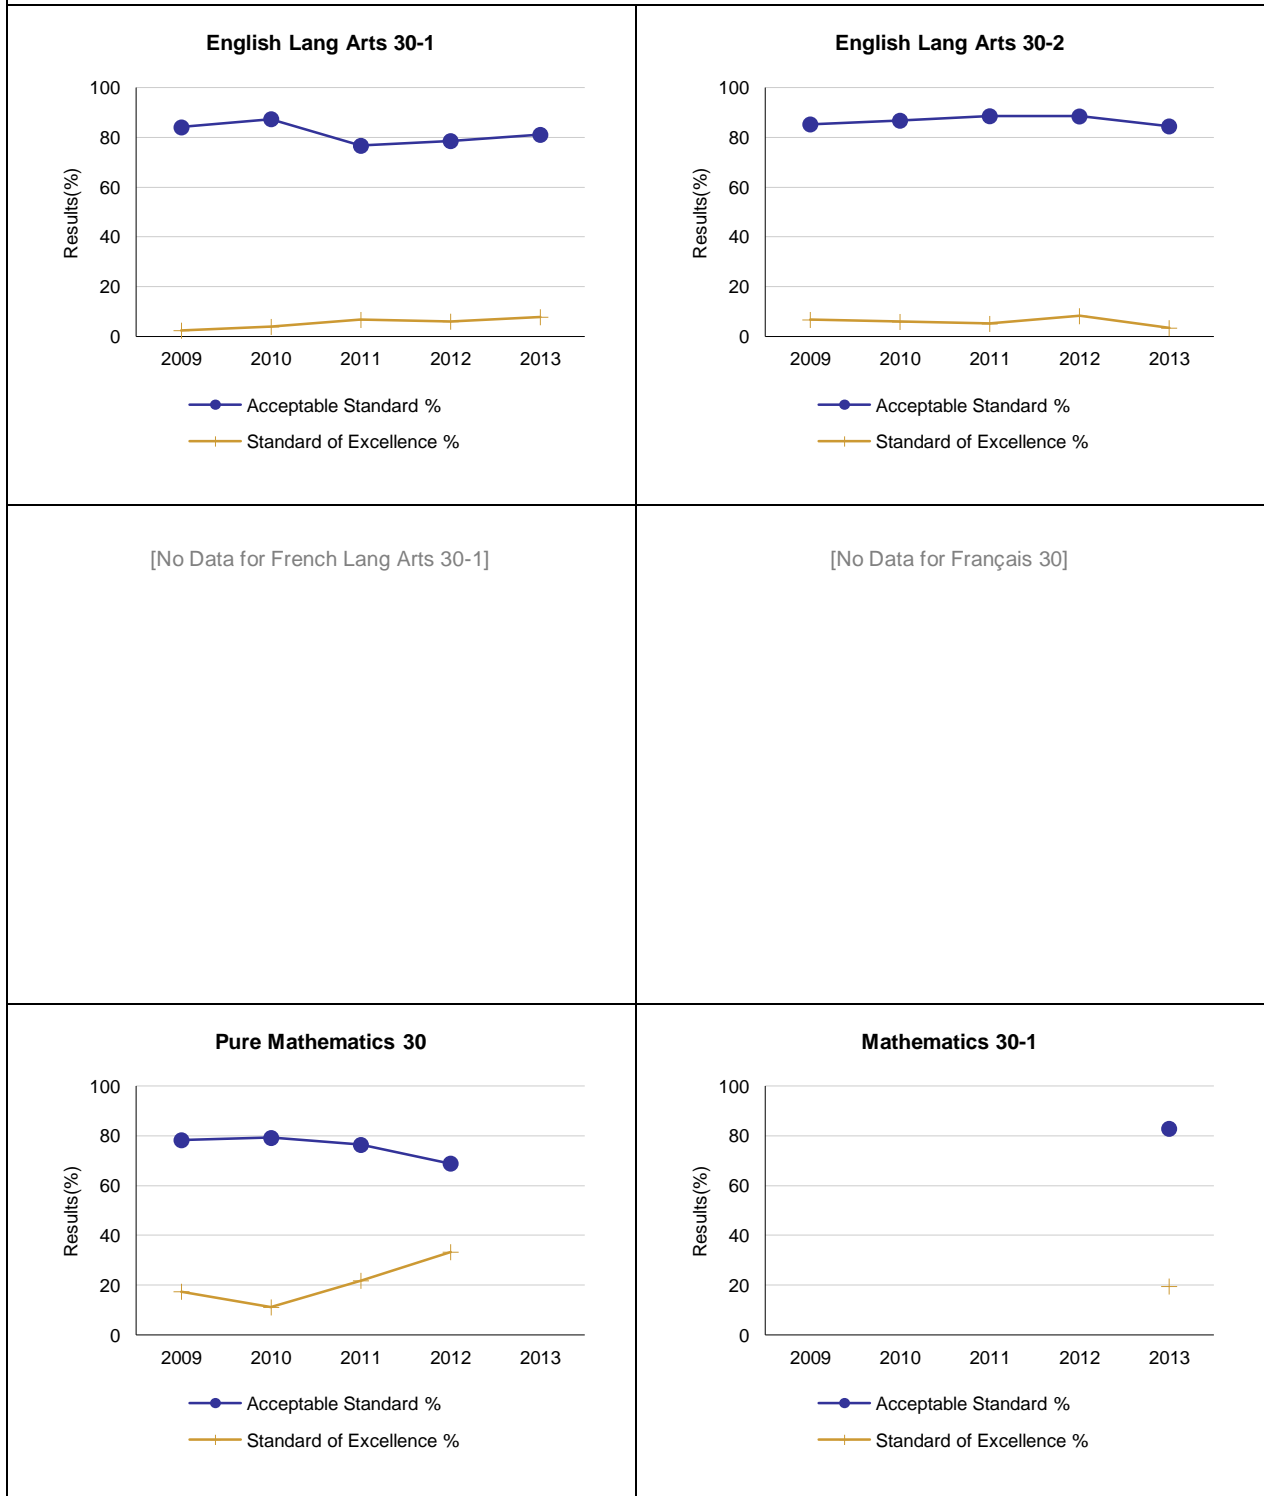 English Lang Arts 30-1
100
80
60
40
20
0
Results(%)
2009 2010 2011 2012 2013
Acceptable Standard %
Standard of Excellence %
English Lang Arts 30-2
100
80
60
40
20
0
Results(%)
2009 2010 2011 2012 2013
Acceptable Standard %
Standard of Excellence %
[No Data for French Lang Arts 30-1]
[No Data for Français 30]
Pure Mathematics 30
100
80
60
40
20
0
Results(%)
2009 2010 2011 2012 2013
Acceptable Standard %
Standard of Excellence %
Mathematics 30-1
100
80
60
40
20
0
Results(%)
2009 2010 2011 2012 2013
Acceptable Standard %
Standard of Excellence %